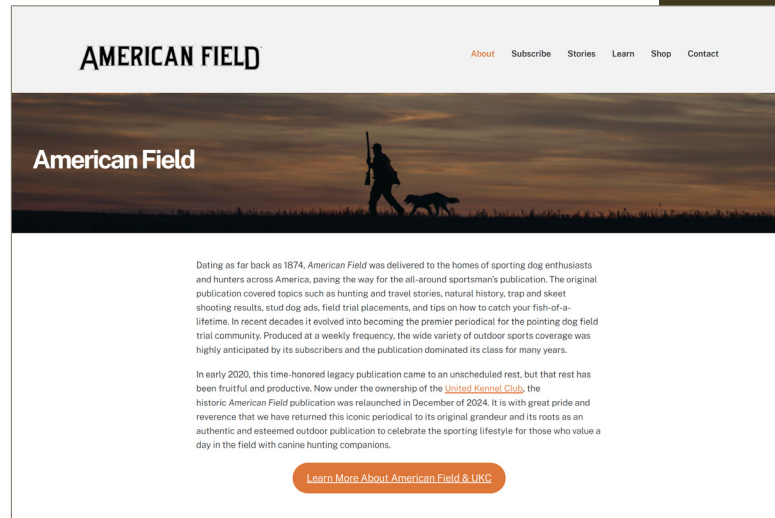 AMERICAN FIELD
About Subscribe Stories Learn Shop Contact
American Field
Dating as far back as 1874, American Field was delivered to the homes of sporting dog enthusiasts
and hunters across America, paving the way for the all-around sportsman's publication. The original
publication covered topics such as hunting and travel stories, natural history, trap and skeet
shooting results, stud dog ads, field trial placements, and tips on how to catch your fish-of-a-
lifetime. In recent decades it evolved into becoming the premier periodical for the pointing dog field
trial community. Produced at a weekly frequency, the wide variety of outdoor sports coverage was
highly anticipated by its subscribers and the publication dominated its class for many years.
In early 2020, this time-honored legacy publication came to an unscheduled rest, but that rest has
been fruitful and productive. Now under the ownership of the United Kennel Club, the
historic American Field publication was relaunched in December of 2024. It is with great pride and
reverence that we have returned this iconic periodical to its original grandeur and its roots as an
authentic and esteemed outdoor publication to celebrate the sporting lifestyle for those who value a
day in the field with canine hunting companions.
Learn More About American Field & UKC